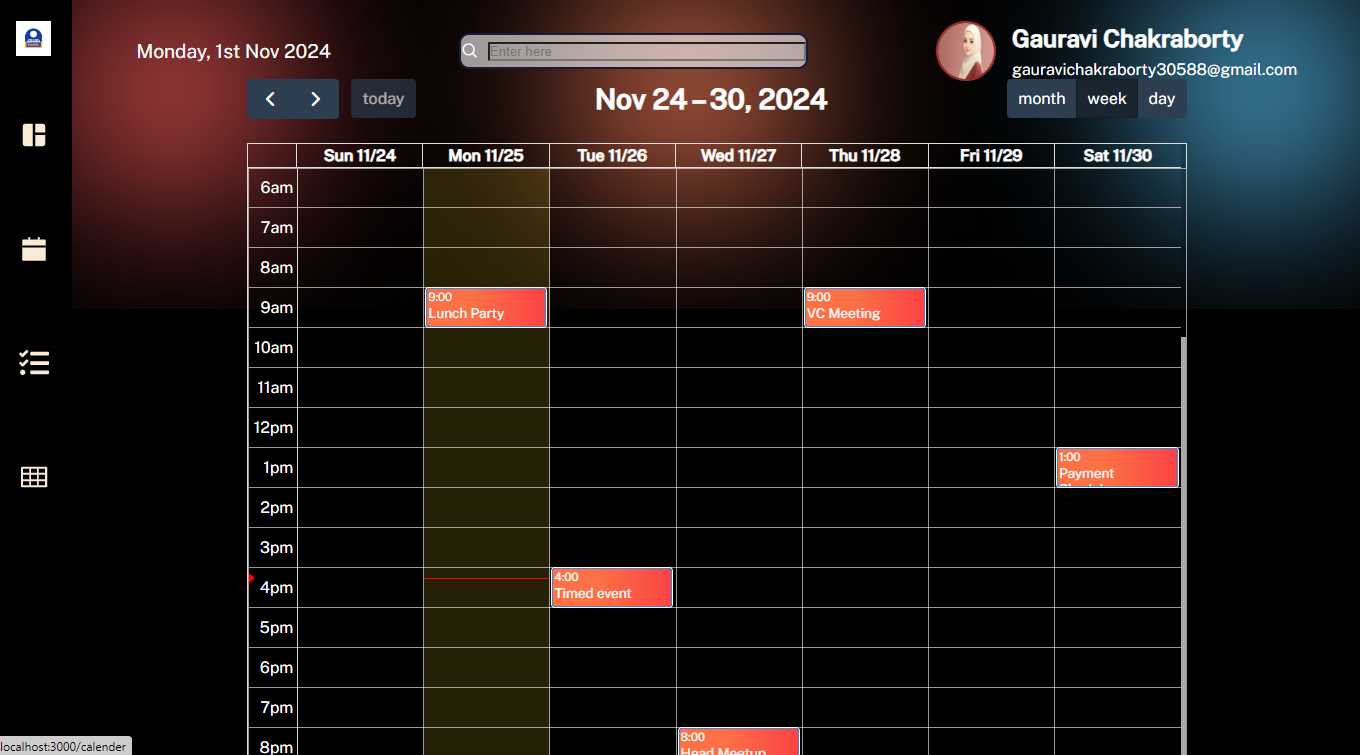 Monday, 1st Nov 2024
Enter here
Gauravi Chakraborty
gauravichakraborty30588@gmail.com
today
Nov 24 – 30, 2024
month week day
Sun 11/24 Mon 11/25 Tue 11/26 Wed 11/27 Thu 11/28 Fri 11/29 Sat 11/30
6am
7am
8am
9am
9:00
Lunch Party
9:00
VC Meeting
10am
11am
12pm
1pm
1:00
Payment
2pm
3pm
4pm
4:00
Timed event
5pm
6pm
7pm
8pm
8:00
Head Meetup
localhost:3000/calender